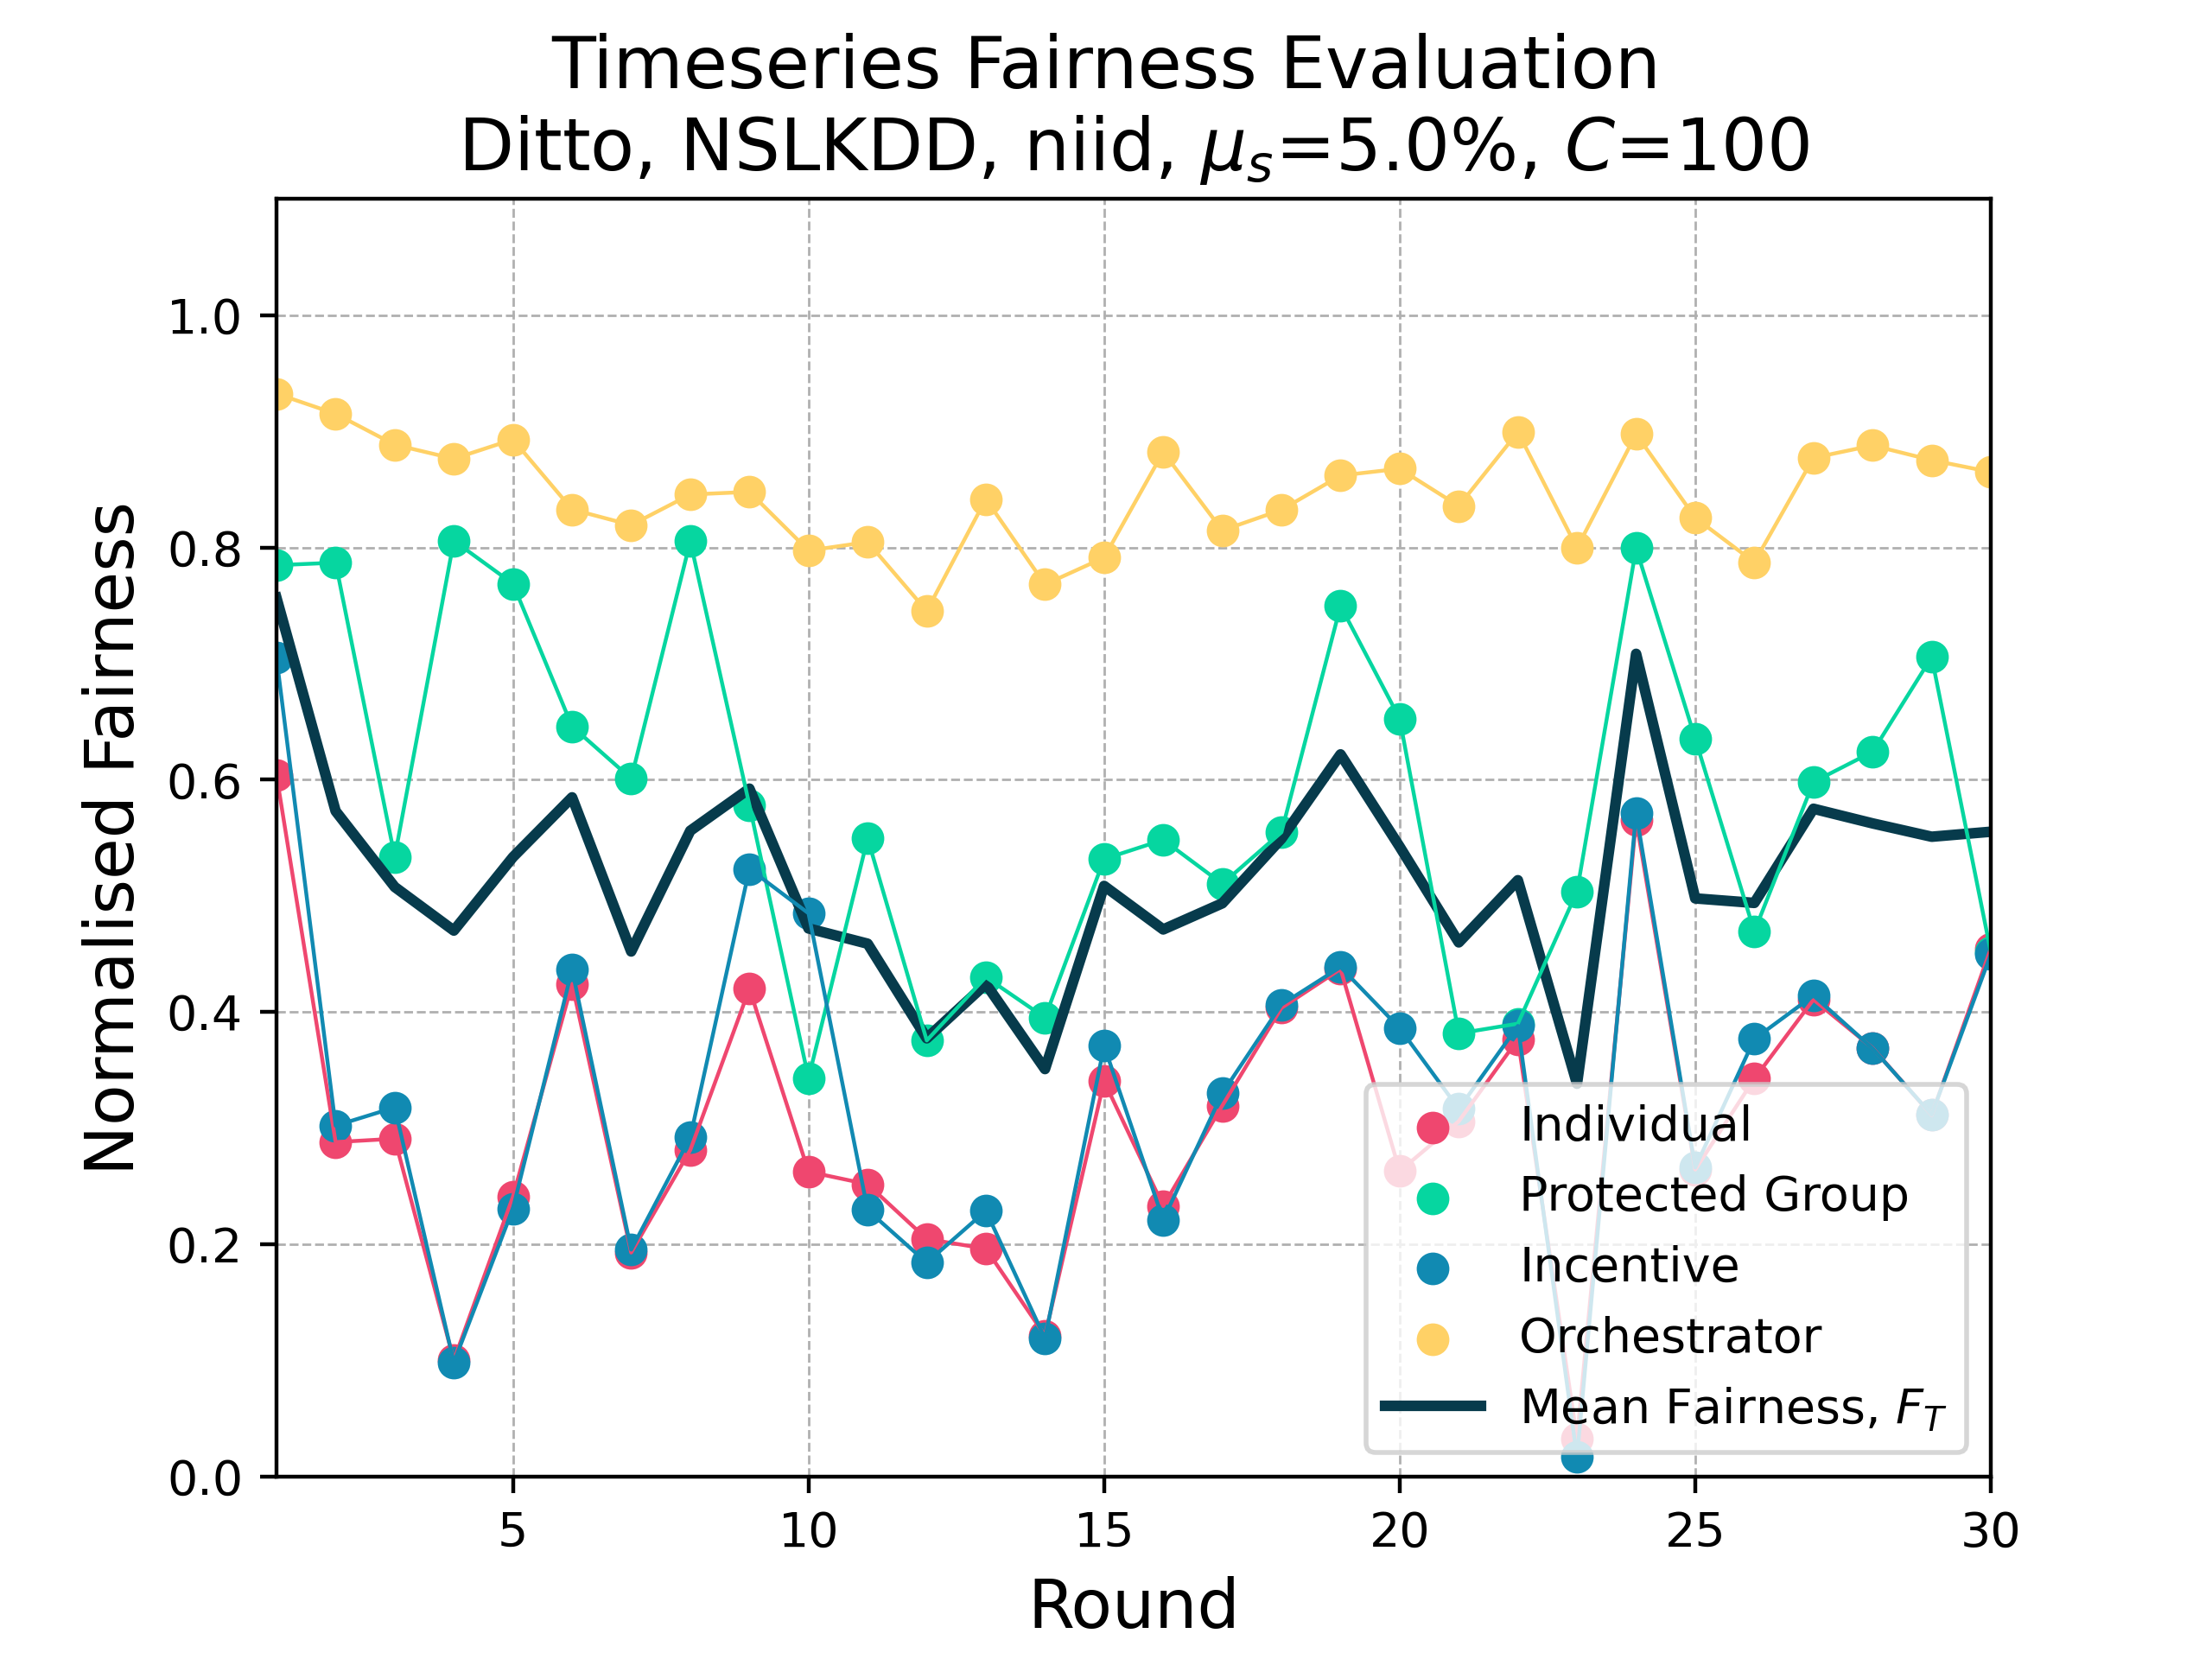 Timeseries Fairness Evaluation
Ditto, NSLKDD, niid, μs=5.0%, C=100
Normalised Fairness
1.0
0.8
0.6
0.4
0.2
0.0
5 10 15 20 25 30
Round
Individual
Protected Group
Incentive
Orchestrator
Mean Fairness, FT